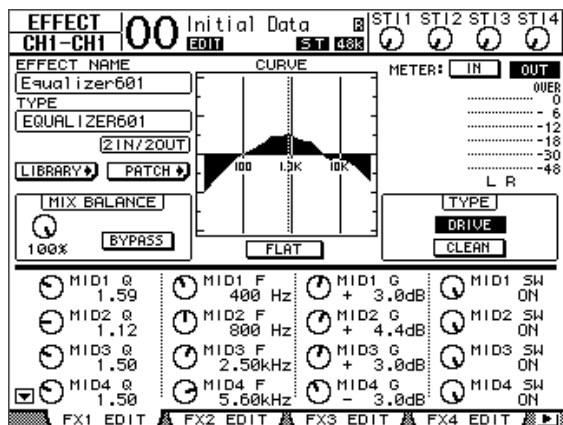 EFFECT
CH1-CH1
00
Initial Data
R
EDIT
ST
48K
STI1 STI2 STI3 STI4
EFFECT NAME
Equalizer601
TYPE
EQUALIZER601
2IN/2OUT
LIBRARY
PATCH
CURVE
100 1.0K 10K
FLAT
METER: IN OUT
OVER
0
- 6
-12
-18
-30
-48
L R
MIX BALANCE
100%
BYPASS
TYPE
DRIVE
CLEAN
MID1 Q
1.59
MID1 F
400 Hz
MID1 G
+ 3.0dB
MID1 SW
ON
MID2 Q
1.12
MID2 F
800 Hz
MID2 G
+ 4.4dB
MID2 SW
ON
MID3 Q
1.50
MID3 F
2.50kHz
MID3 G
+ 3.0dB
MID3 SW
ON
MID4 Q
1.50
MID4 F
5.60kHz
MID4 G
- 3.0dB
MID4 SW
ON
FX1 EDIT
FX2 EDIT
FX3 EDIT
FX4 EDIT